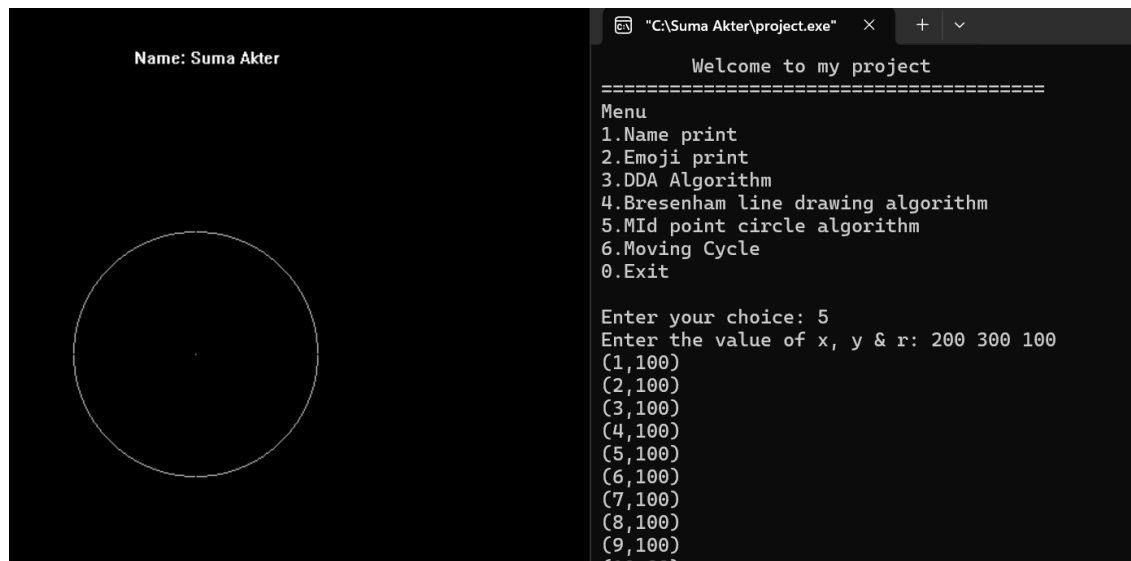 Name: Suma Akter
"C:\Suma Akter\project.exe"
Welcome to my project
=======================================
Menu
1.Name print
2.Emoji print
3.DDA Algorithm
4.Bresenham line drawing algorithm
5.MId point circle algorithm
6.Moving Cycle
0.Exit
Enter your choice: 5
Enter the value of x, y & r: 200 300 100
(1,100)
(2,100)
(3,100)
(4,100)
(5,100)
(6,100)
(7,100)
(8,100)
(9,100)